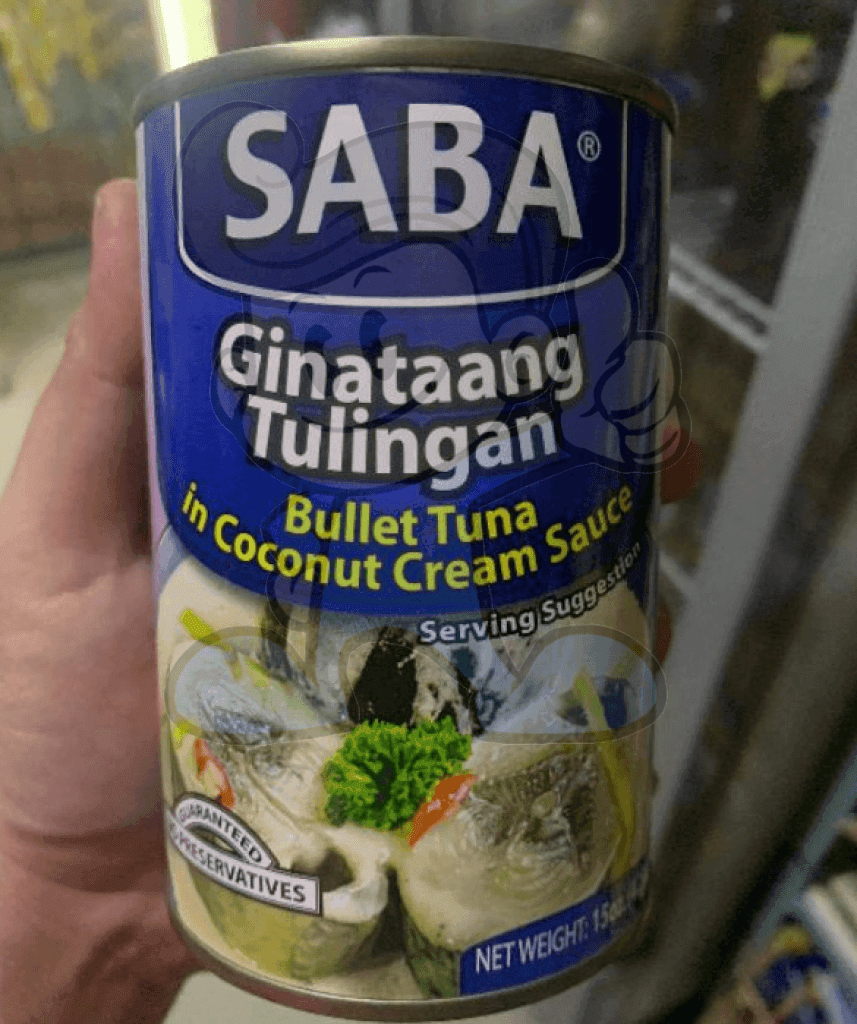 SABA®
Ginataang
Tulingan
Bullet Tuna
in Coconut Cream Sauce
Serving Suggestion
GUARANTEED
PRESERVATIVES
NET WEIGHT: